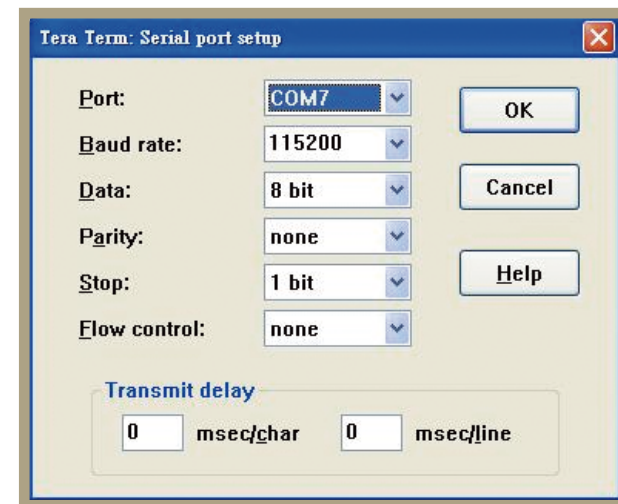 Tera Term: Serial port setup
Port: COM7
Baud rate: 115200
Data: 8 bit
Parity: none
Stop: 1 bit
Flow control: none
OK
Cancel
Help
Transmit delay
0 msec/char 0 msec/line